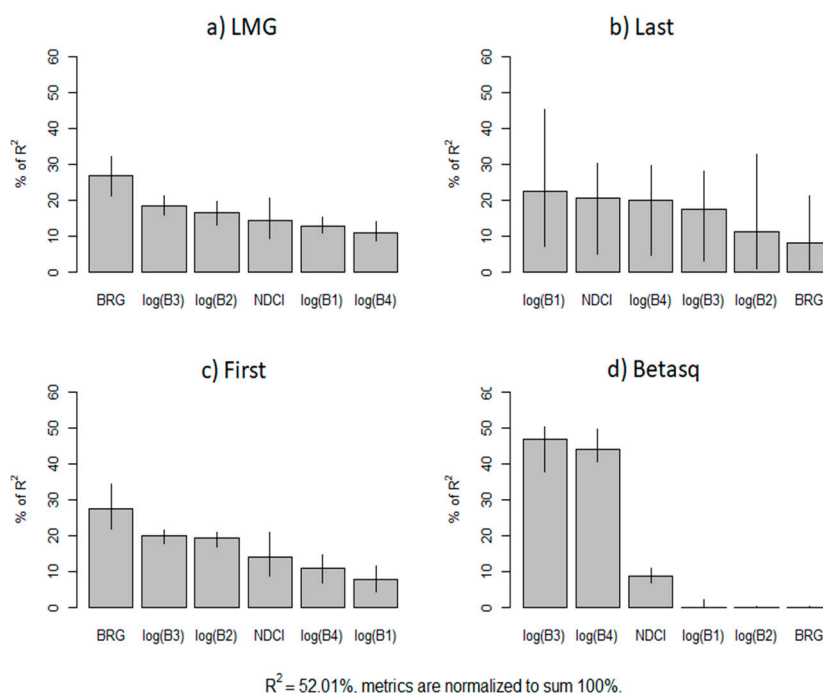 a) LMG
60
50
40
30
20
10
0
% of R²
BRG log(B3) log(B2) NDCI log(B1) log(B4)
b) Last
60
50
40
30
20
10
0
% of R²
log(B1) NDCI log(B4) log(B3) log(B2) BRG
c) First
60
50
40
30
20
10
0
% of R²
BRG log(B3) log(B2) NDCI log(B4) log(B1)
d) Betasq
60
50
40
30
20
10
0
% of R²
log(B3) log(B4) NDCI log(B1) log(B2) BRG
R² = 52.01%, metrics are normalized to sum 100%.